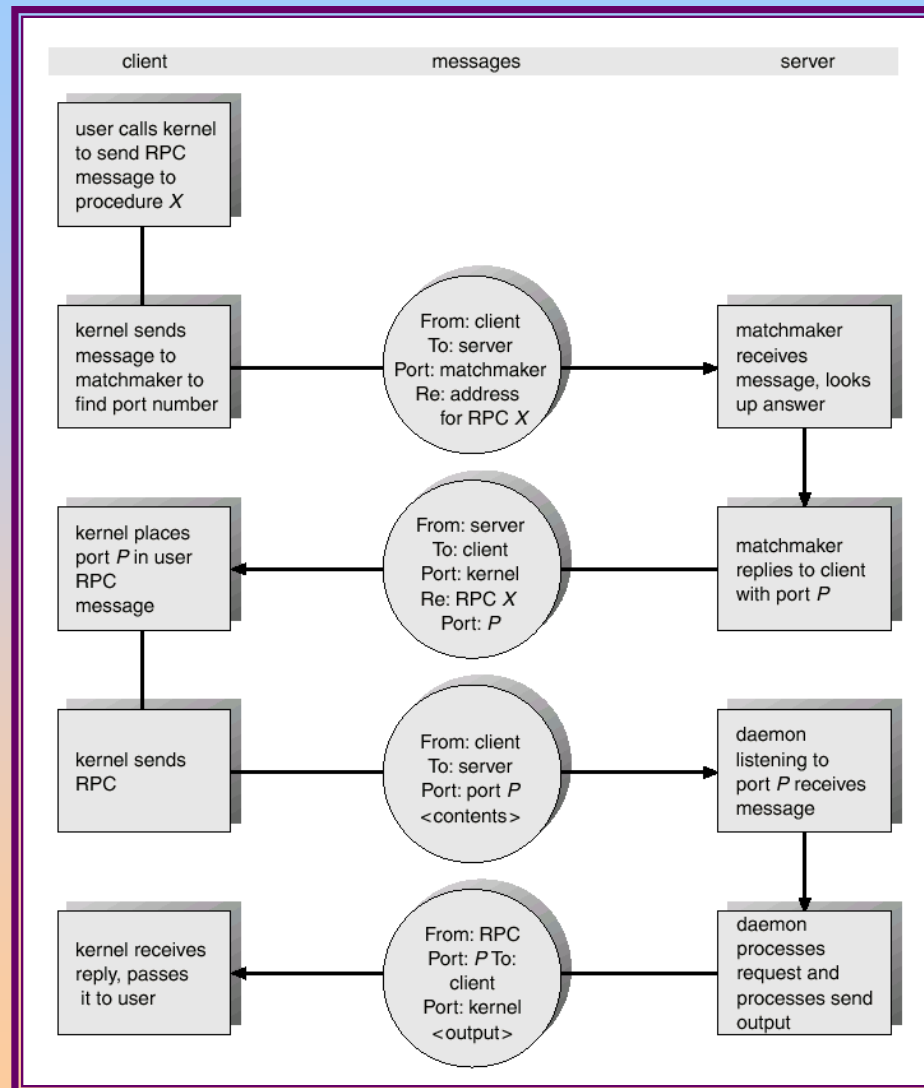 client messages server
user calls kernel
to send RPC
message to
procedure X
kernel sends
message to
matchmaker to
find port number
From: client
To: server
Port: matchmaker
Re: address
for RPC X
matchmaker
receives
message, looks
up answer
kernel places
port P in user
RPC
message
From: server
To: client
Port: kernel
Re: RPC X
Port: P
matchmaker
replies to client
with port P
kernel sends
RPC
From: client
To: server
Port: port P
<contents>
daemon
listening to
port P receives
message
kernel receives
reply, passes
it to user
From: RPC
Port: P To:
client
Port: kernel
<output>
daemon
processes
request and
processes send
output